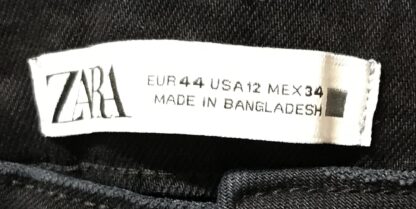 ZARA
EUR 44 USA 12 MEX 34
MADE IN BANGLADESH